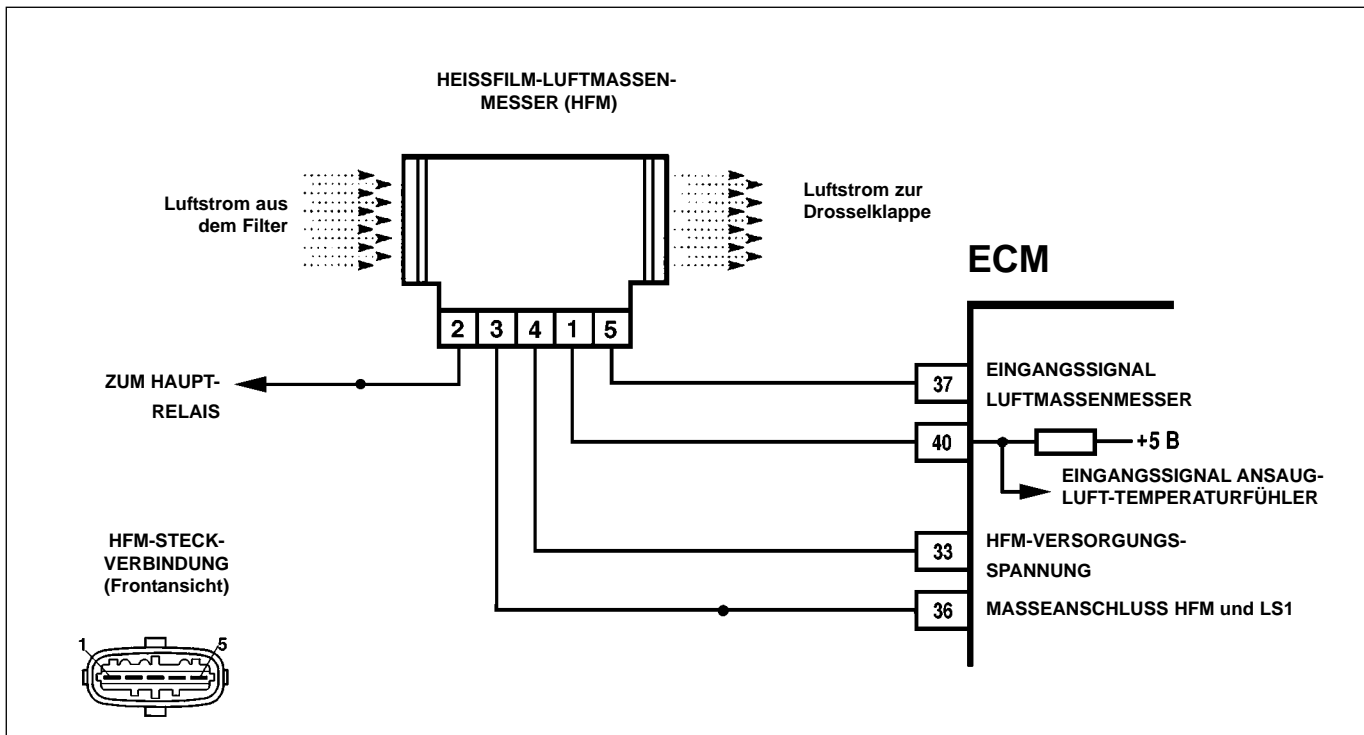 HEISSFILM-LUFTMASSEN-
MESSER (HFM)
Luftstrom aus
dem Filter
Luftstrom zur
Drosselklappe
ECM
2 3 4 1 5
ZUM HAUPT-
RELAIS
37
EINGANGSSIGNAL
LUFTMASSENMESSER
40
+5 B
EINGANGSSIGNAL ANSAUG-
LUFT-TEMPERATURFÜHLER
33
HFM-VERSORGUNGS-
SPANNUNG
36
MASSEANSCHLUSS HFM und LS1
HFM-STECK-
VERBINDUNG
(Frontansicht)
1 5